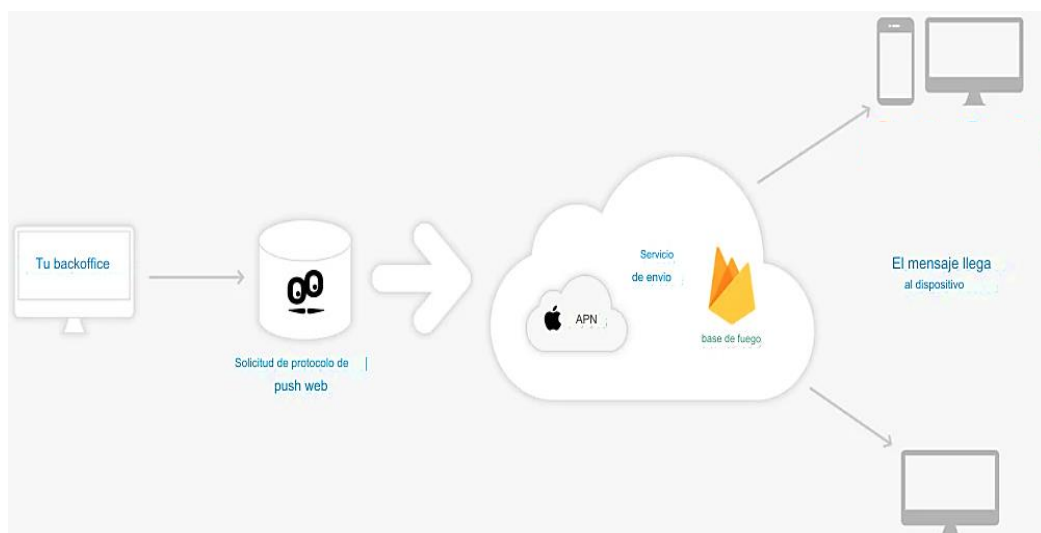 Tu backoffice
Solicitud de protocolo de
push web
Servicio
de envio
APN
base de fuego
El mensaje llega
al dispositivo